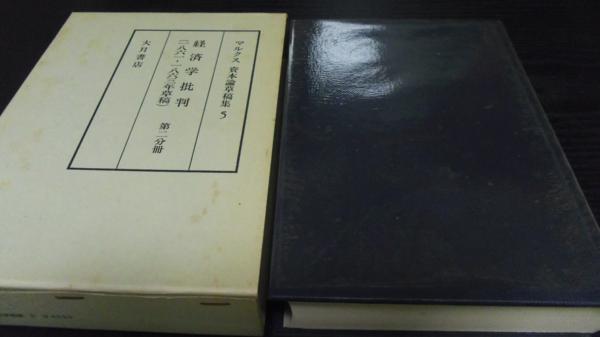 マルクス 資本論草稿集 5
経済学批判
(一八六一―一八六三年草稿) 第二分冊
大月書店